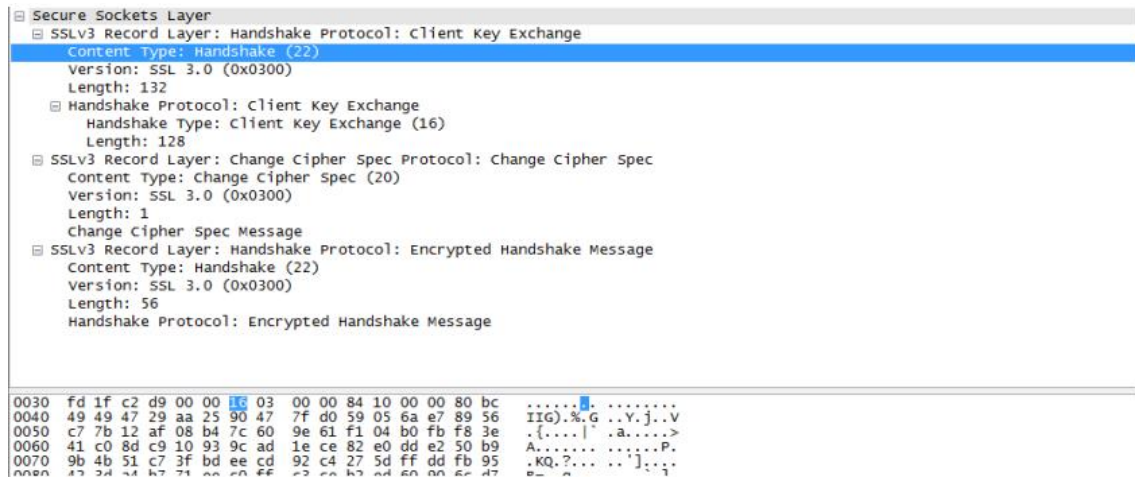 Secure Sockets Layer
SSLv3 Record Layer: Handshake Protocol: Client Key Exchange
Content Type: Handshake (22)
Version: SSL 3.0 (0x0300)
Length: 132
Handshake Protocol: Client Key Exchange
Handshake Type: Client Key Exchange (16)
Length: 128
SSLv3 Record Layer: Change Cipher Spec Protocol: Change Cipher Spec
Content Type: Change Cipher Spec (20)
Version: SSL 3.0 (0x0300)
Length: 1
Change Cipher Spec Message
SSLv3 Record Layer: Handshake Protocol: Encrypted Handshake Message
Content Type: Handshake (22)
Version: SSL 3.0 (0x0300)
Length: 56
Handshake Protocol: Encrypted Handshake Message
0030 fd 1f c2 d9 00 00 16 03 00 00 84 10 00 00 80 bc ........ ........
0040 49 49 47 29 aa 25 90 47 7f d0 59 05 6a e7 89 56 IIG).%.G ..Y.j..V
0050 c7 7b 12 af 08 b4 7c 60 9e 61 f1 04 b0 fb f8 3e .{....|` .a.....>
0060 41 c0 8d c9 10 93 9c ad 1e ce 82 e0 dd e2 50 b9 A....... ......P.
0070 9b 4b 51 c7 3f bd ee cd 92 c4 27 5d ff dd fb 95 .KQ.?... ..']....